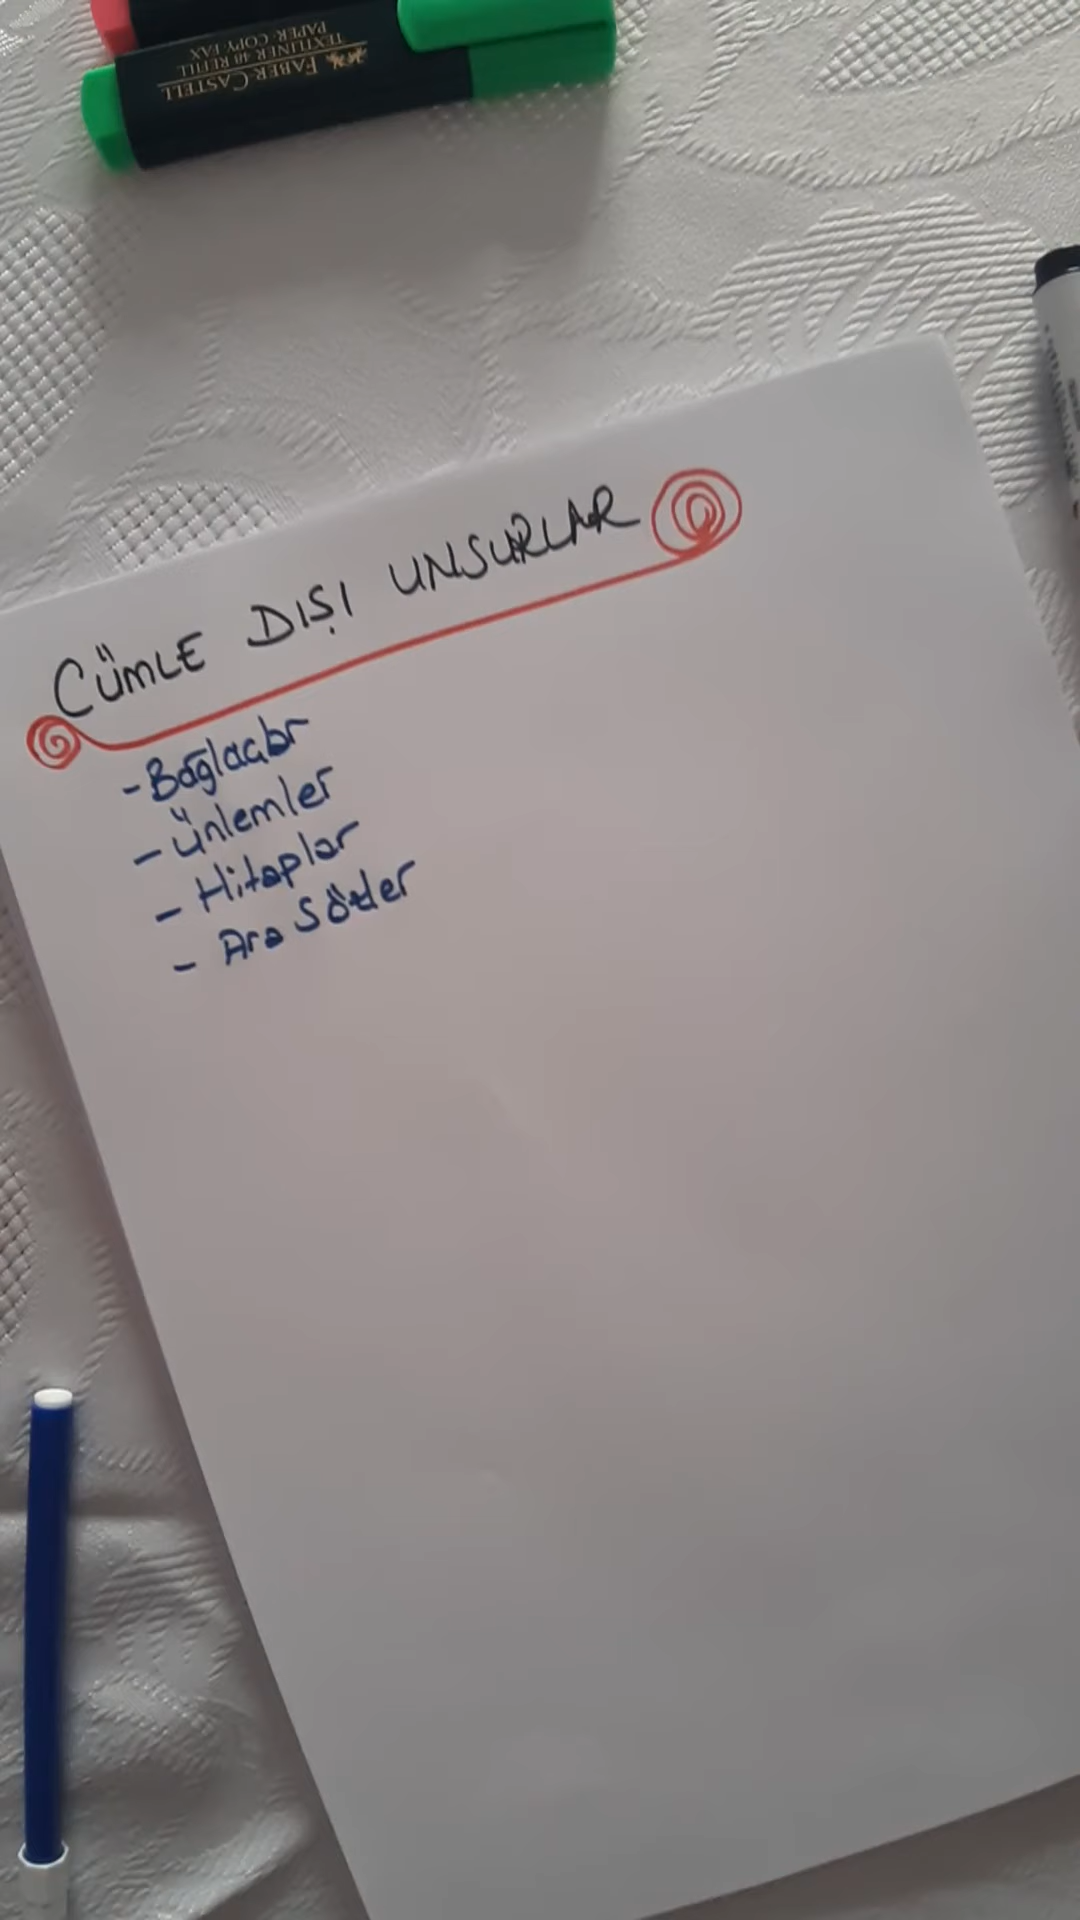 FABER-CASTELL
TEXTLINER 48 REFILL
PAPER·COPY·FAX
CÜMLE DIŞI UNSURLAR
- Bağlaçlar
- Ünlemler
- Hitaplar
- Ara Sözler